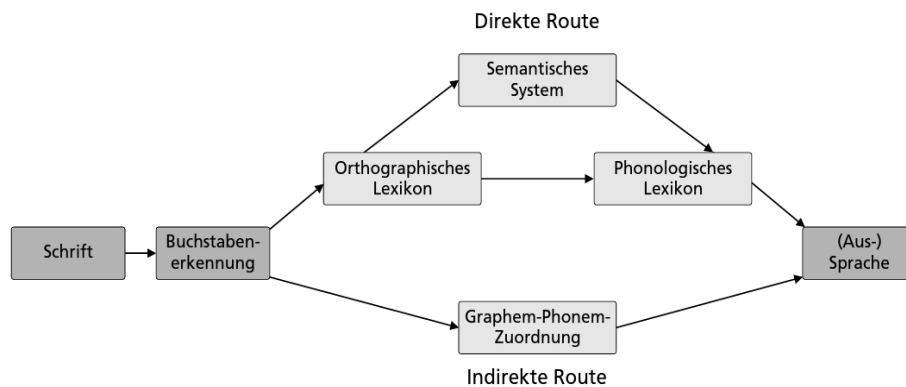 Direkte Route
Semantisches
System
Orthographisches
Lexikon
Phonologisches
Lexikon
Schrift
Buchstaben-
erkennung
(Aus-)
Sprache
Graphem-Phonem-
Zuordnung
Indirekte Route